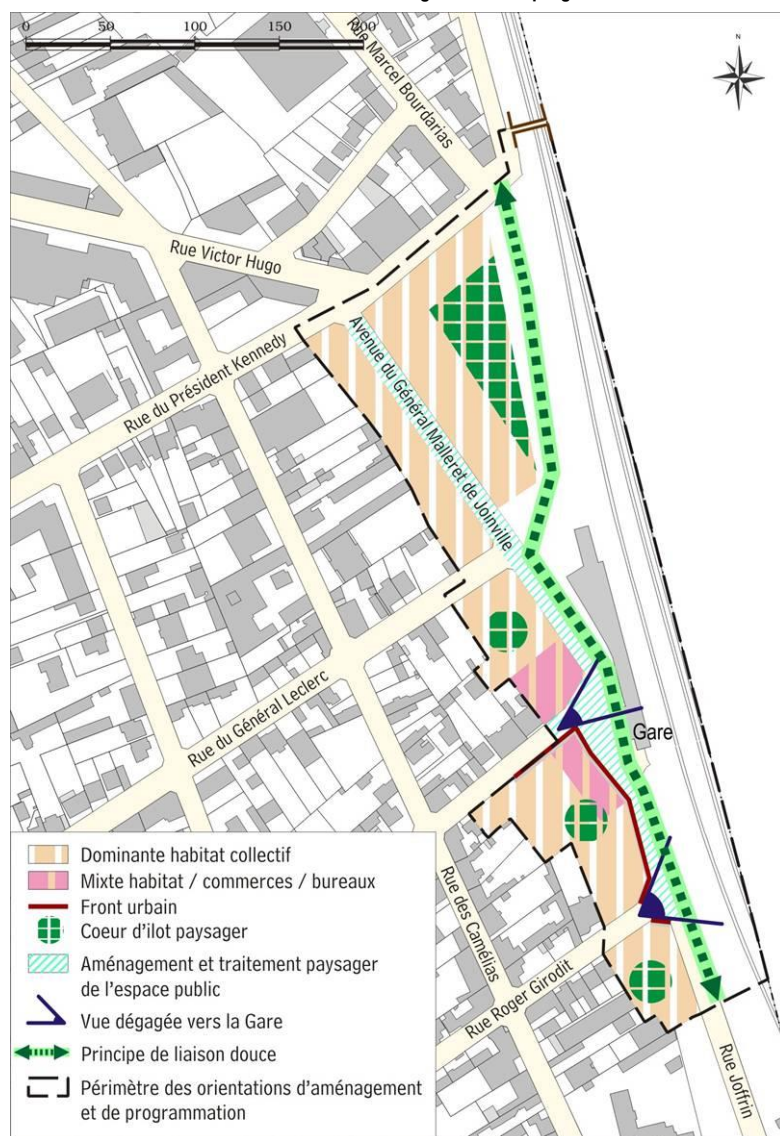 0 50 100 150 200
N
Rue Marcel Bourdarias
Rue Victor Hugo
Rue du Président Kennedy
Avenue du Général Malleret de Joinville
Rue du Général Leclerc
Gare
Rue des Camélias
Rue Roger Girodit
Rue Joffrin
Dominante habitat collectif
Mixte habitat / commerces / bureaux
Front urbain
Coeur d'ilot paysager
Aménagement et traitement paysager
de l'espace public
Vue dégagée vers la Gare
Principe de liaison douce
Périmètre des orientations d'aménagement
et de programmation